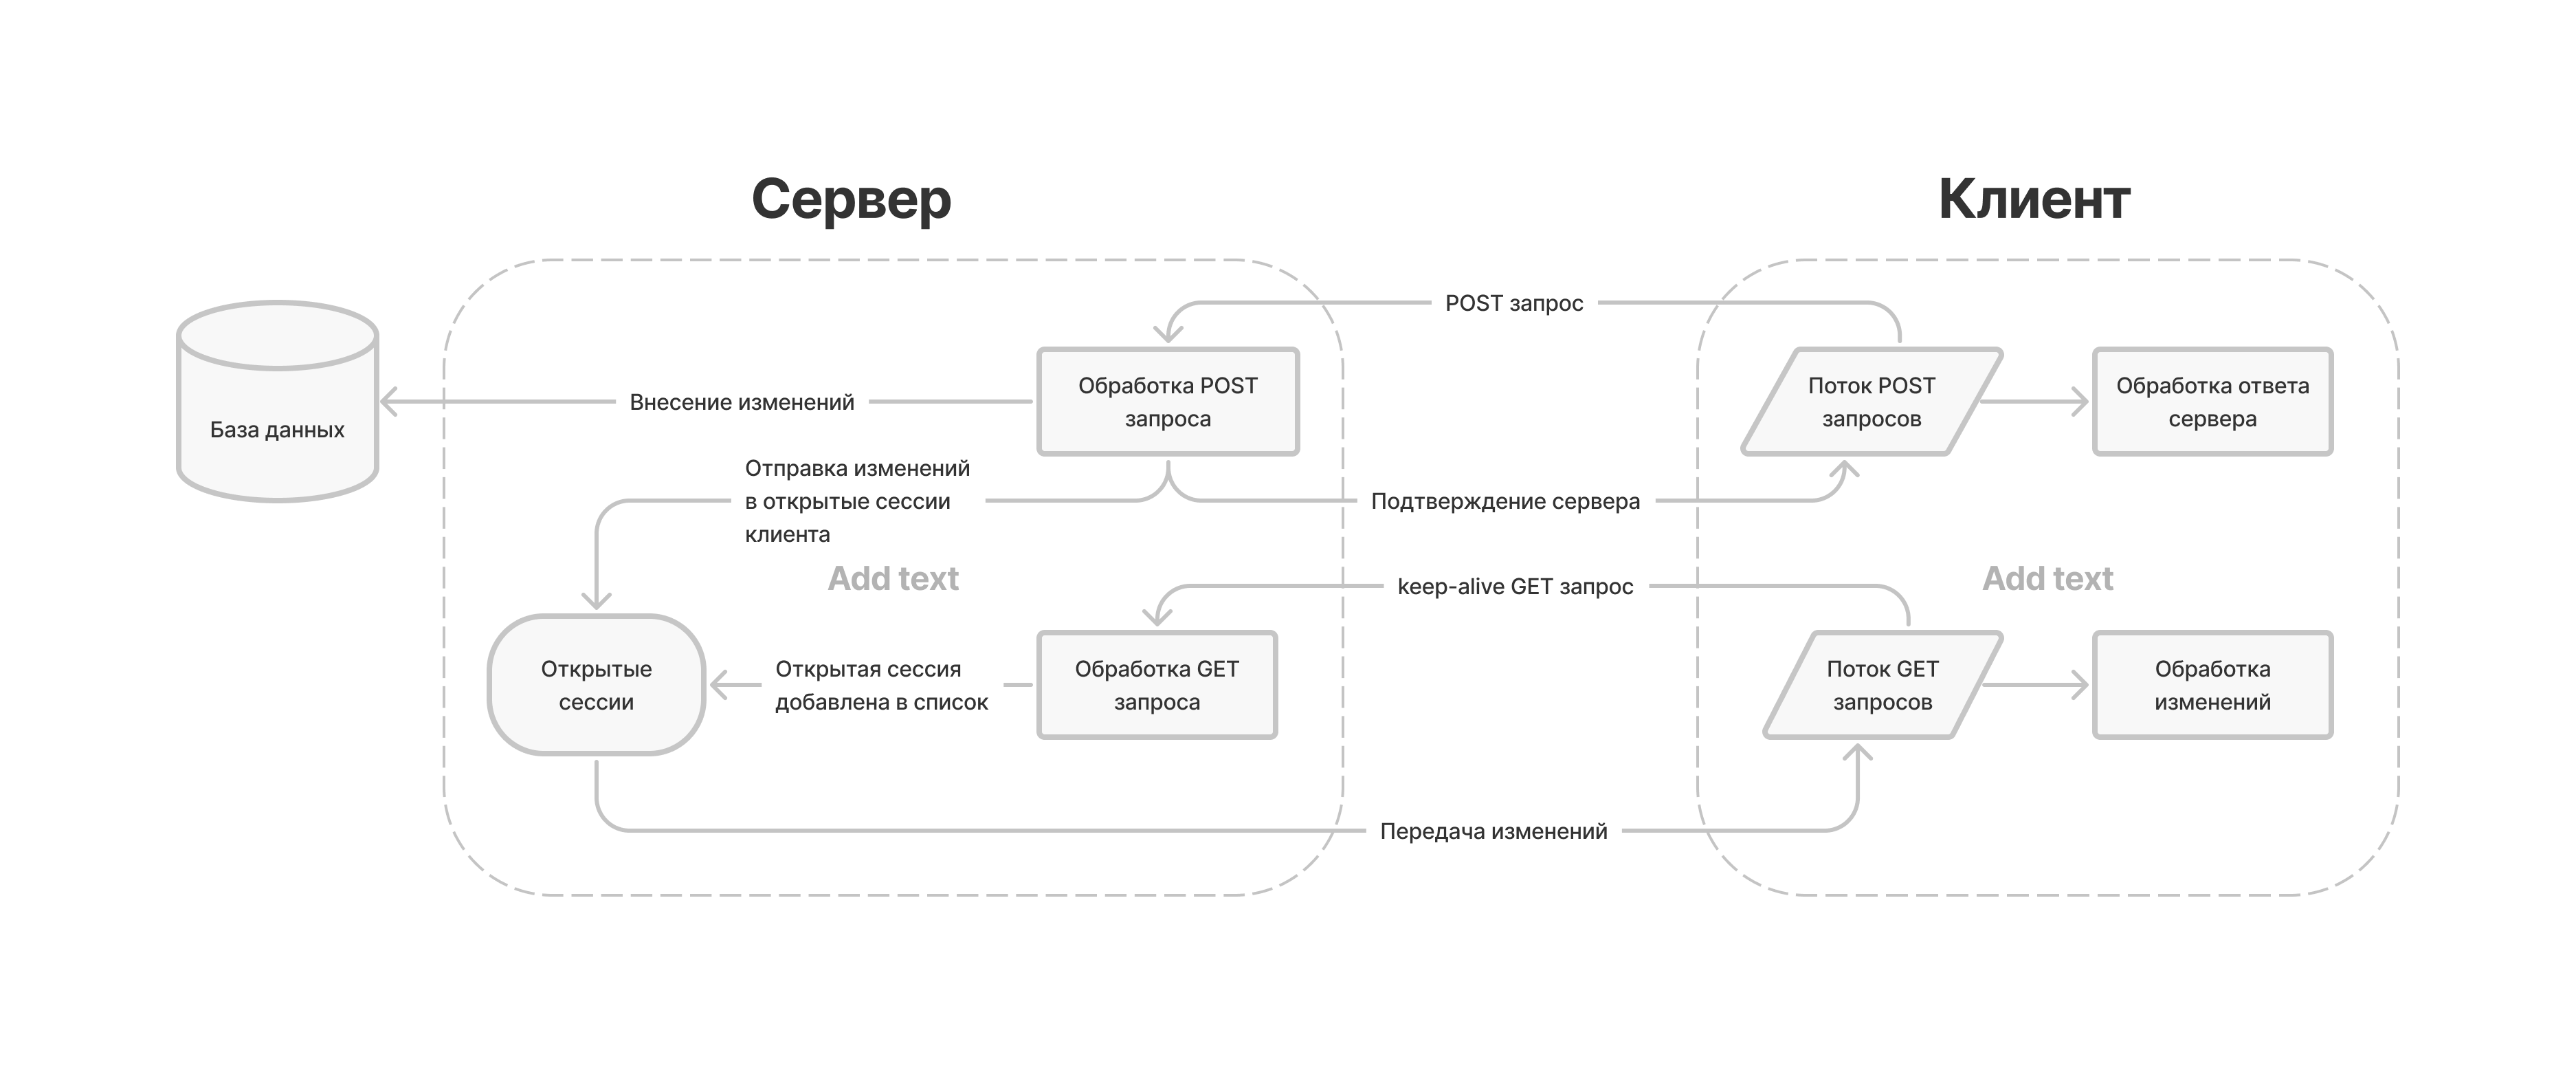 Сервер
Клиент
POST запрос
База данных
Внесение изменений
Обработка POST
запроса
Поток POST
запросов
Обработка ответа
сервера
Отправка изменений
в открытые сессии
клиента
Подтверждение сервера
Add text
keep-alive GET запрос
Add text
Открытые
сессии
Открытая сессия
добавлена в список
Обработка GET
запроса
Поток GET
запросов
Обработка
изменений
Передача изменений